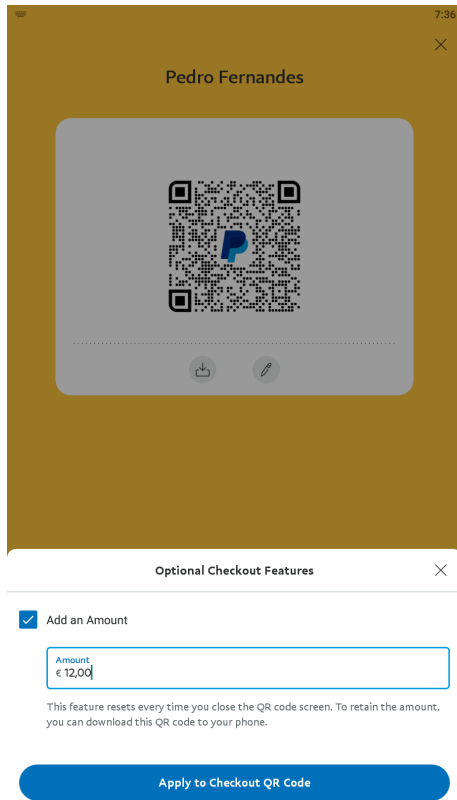 7:36
Pedro Fernandes
Optional Checkout Features
Add an Amount
Amount
€ 12,00
This feature resets every time you close the QR code screen. To retain the amount,
you can download this QR code to your phone.
Apply to Checkout QR Code